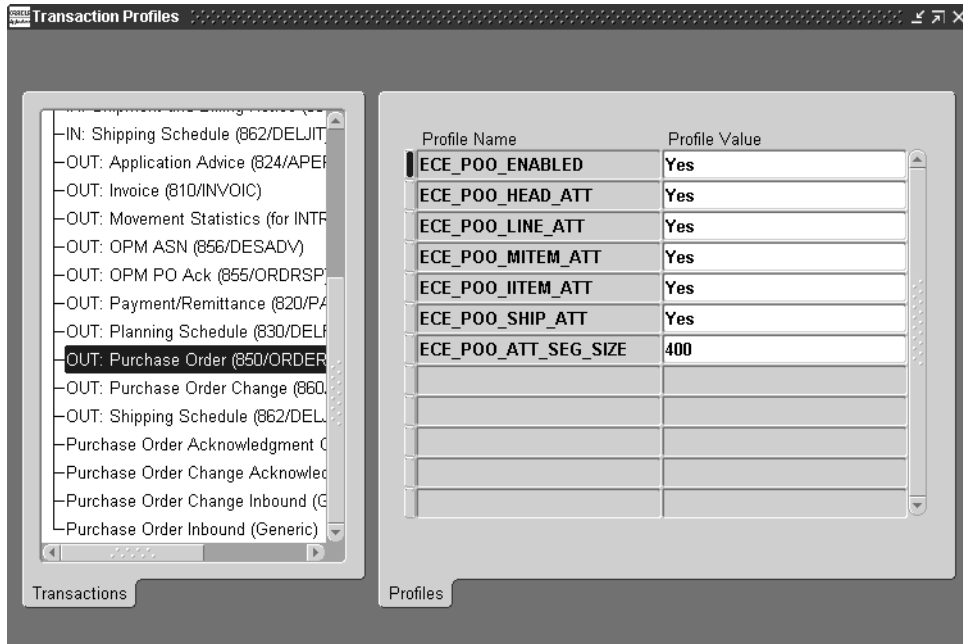 Transaction Profiles
IN: Shipping Schedule (862/DELJIT
OUT: Application Advice (824/APE
OUT: Invoice (810/INVOIC)
OUT: Movement Statistics (for INTR
OUT: OPM ASN (856/DESADV)
OUT: OPM PO Ack (855/ORDRSP
OUT: Payment/Remittance (820/PA
OUT: Planning Schedule (830/DEL
OUT: Purchase Order (850/ORDER
OUT: Purchase Order Change (860
OUT: Shipping Schedule (862/DEL
Purchase Order Acknowledgment
Purchase Order Change Acknowled
Purchase Order Change Inbound (G
Purchase Order Inbound (Generic)
Transactions
Profile Name Profile Value
ECE_POO_ENABLED Yes
ECE_POO_HEAD_ATT Yes
ECE_POO_LINE_ATT Yes
ECE_POO_MITEM_ATT Yes
ECE_POO_IITEM_ATT Yes
ECE_POO_SHIP_ATT Yes
ECE_POO_ATT_SEG_SIZE 400
Profiles